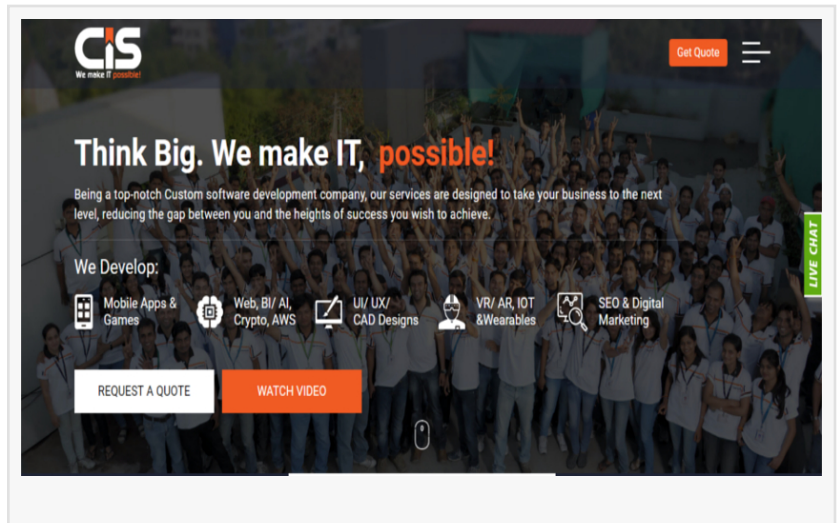 CiS
We make IT possible!
Get Quote
Think Big. We make IT, possible!
Being a top-notch Custom software development company, our services are designed to take your business to the next
level, reducing the gap between you and the heights of success you wish to achieve.
LIVE CHAT
We Develop:
Mobile Apps &
Games
Web, BI/ AI,
Crypto, AWS
UI/ UX/
CAD Designs
VR/ AR, IOT
&Wearables
SEO & Digital
Marketing
REQUEST A QUOTE
WATCH VIDEO